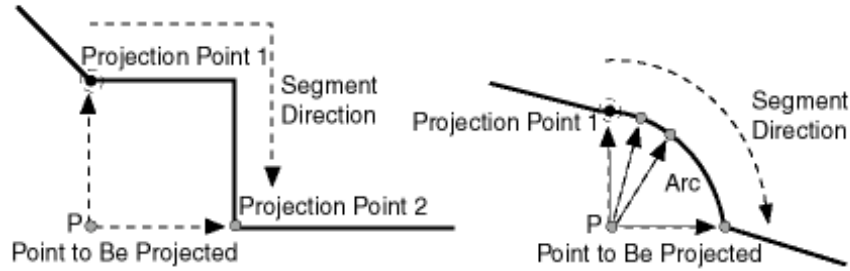 Projection Point 1
Segment
Direction
P
Projection Point 2
Point to Be Projected
Segment
Direction
Projection Point 1
Arc
P
Point to Be Projected